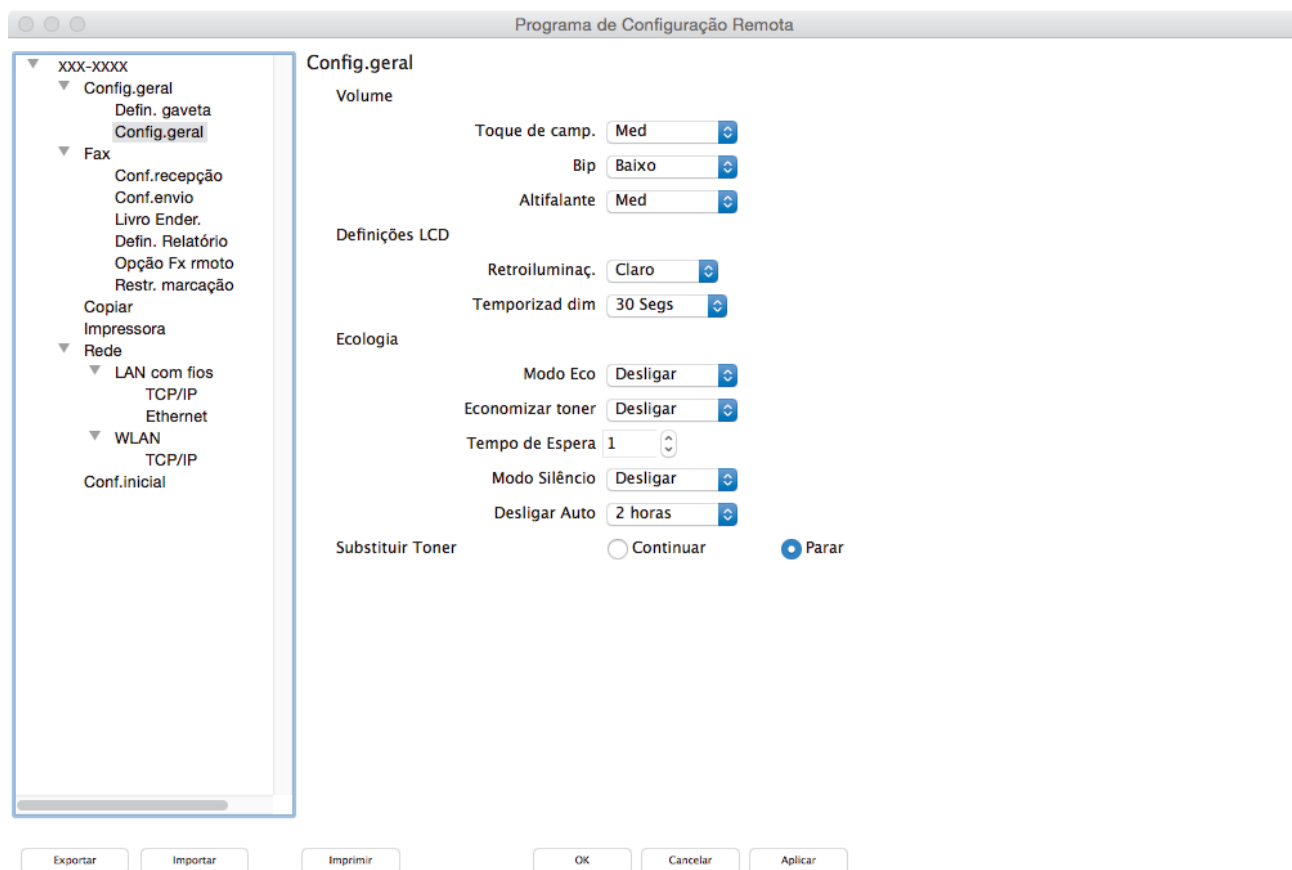 Programa de Configuração Remota
XXX-XXXX
Config.geral
Defin. gaveta
Config.geral
Fax
Conf.recepção
Conf.envio
Livro Ender.
Defin. Relatório
Opção Fx rmoto
Restr. marcação
Copiar
Impressora
Rede
LAN com fios
TCP/IP
Ethernet
WLAN
TCP/IP
Conf.inicial
Config.geral
Volume
Toque de camp. Med
Bip Baixo
Altifalante Med
Definições LCD
Retroiluminaç. Claro
Temporizad dim 30 Segs
Ecologia
Modo Eco Desligar
Economizar toner Desligar
Tempo de Espera 1
Modo Silêncio Desligar
Desligar Auto 2 horas
Substituir Toner Continuar Parar
Exportar Importar Imprimir OK Cancelar Aplicar